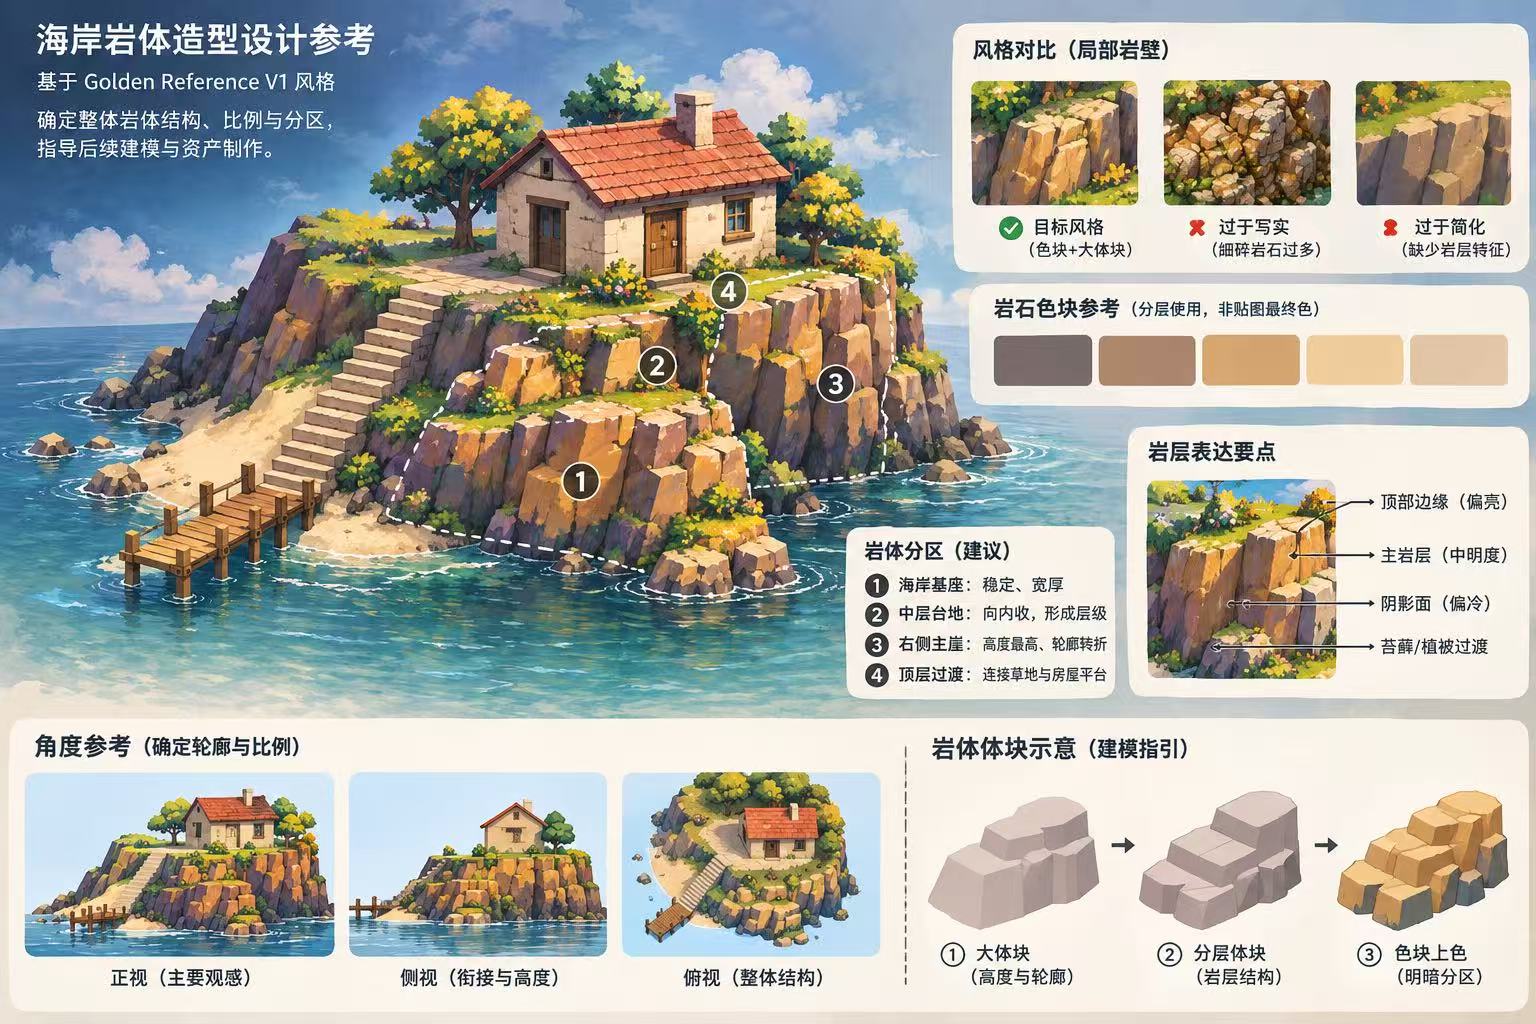 海岸岩体造型设计参考
基于 Golden Reference V1 风格
确定整体岩体结构、比例与分区，
指导后续建模与资产制作。
1
2
3
4
风格对比（局部岩壁）
目标风格
（色块+大体块）
过于写实
（细碎岩石过多）
过于简化
（缺少岩层特征）
岩石色块参考（分层使用，非贴图最终色）
岩层表达要点
顶部边缘（偏亮）
主岩层（中明度）
阴影面（偏冷）
苔藓/植被过渡
岩体分区（建议）
1 海岸基座：稳定、宽厚
2 中层台地：向内收，形成层级
3 右侧主崖：高度最高、轮廓转折
4 顶层过渡：连接草地与房屋平台
角度参考（确定轮廓与比例）
正视（主要观感）
侧视（衔接与高度）
俯视（整体结构）
岩体体块示意（建模指引）
① 大体块
（高度与轮廓）
② 分层体块
（岩层结构）
③ 色块上色
（明暗分区）